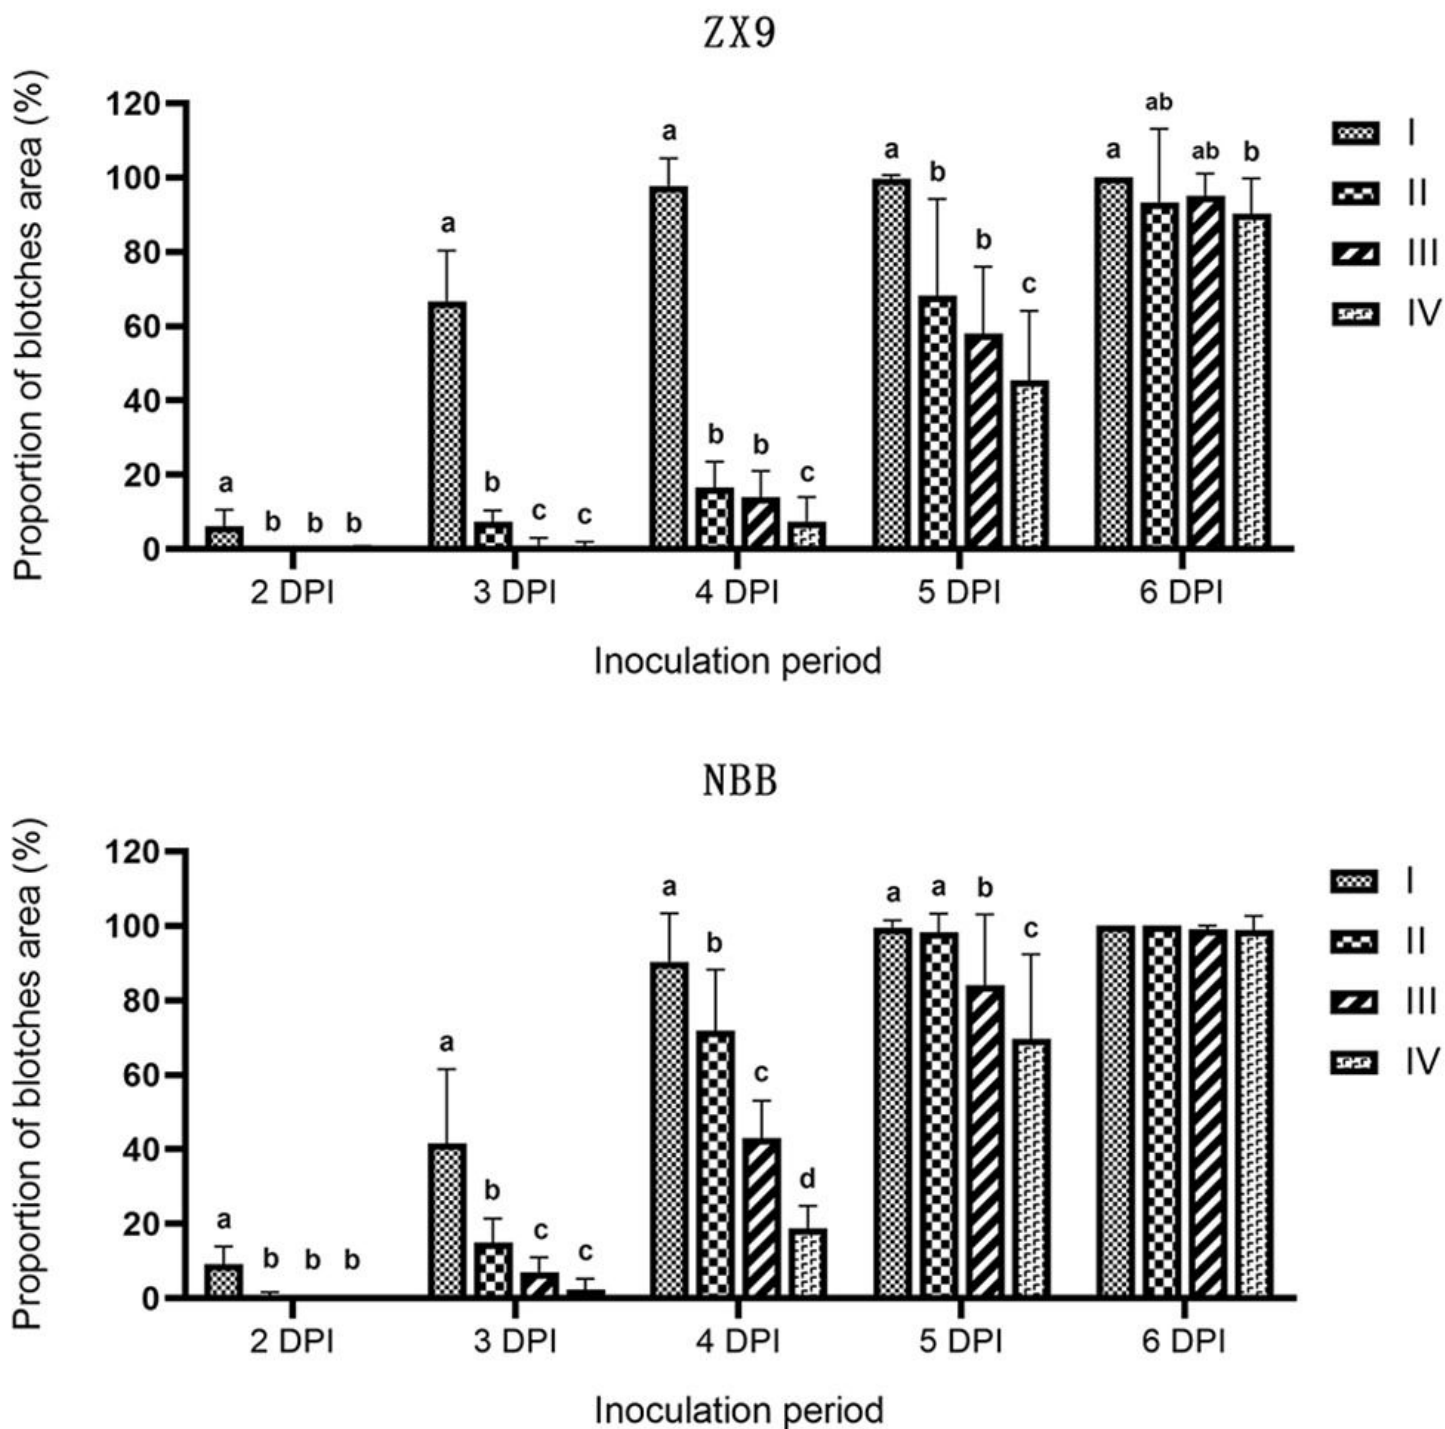 ZX9
Proportion of blotches area (%)
120
100
80
60
40
20
0
a b b b
a b c c
a b b c
a b b c
a ab ab b
2 DPI 3 DPI 4 DPI 5 DPI 6 DPI
Inoculation period
I
II
III
IV
NBB
Proportion of blotches area (%)
120
100
80
60
40
20
0
a b b b
a b c c
a b c d
a a b c
2 DPI 3 DPI 4 DPI 5 DPI 6 DPI
Inoculation period
I
II
III
IV